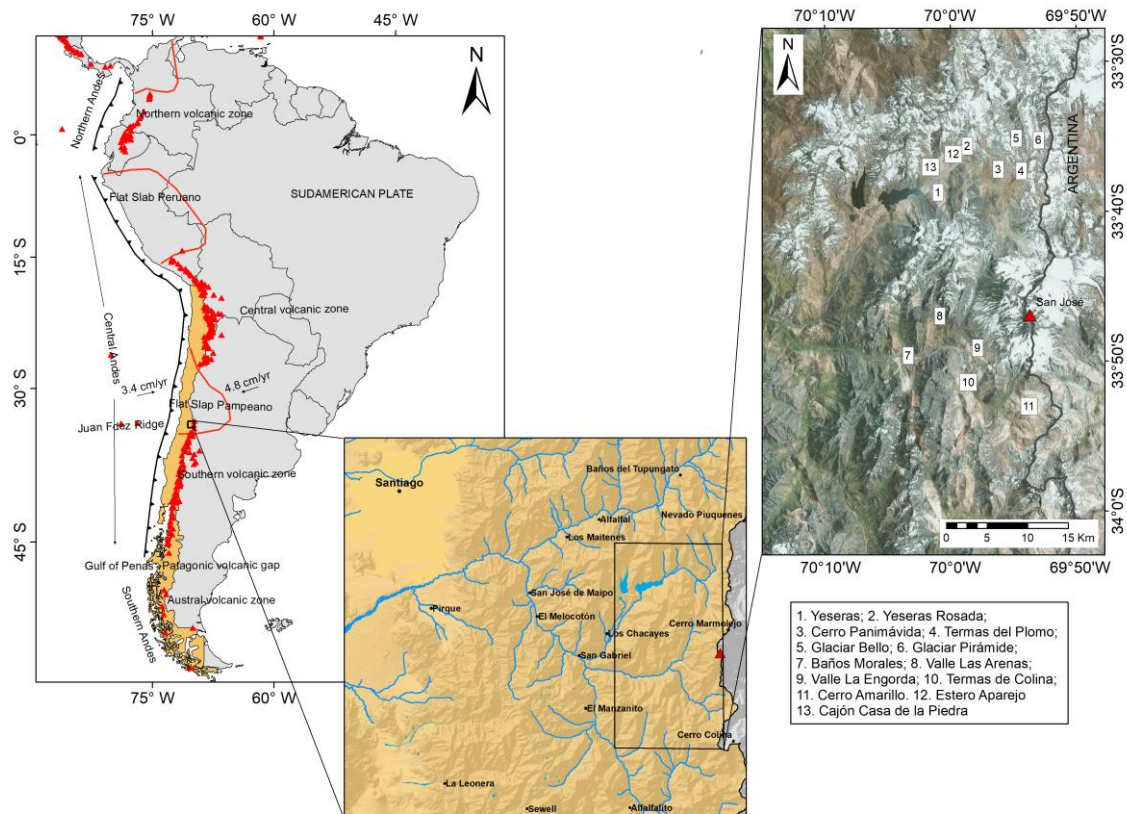 75° W
60° W
45° W
N
Northern Andes
Northern volcanic zone
0°
Flat Slab Peruano
SUDAMERICAN PLATE
15°S
Central volcanic zone
Central Andes
3.4 cm/yr
4.8 cm/yr
30° S
Flat Slap Pampeano
Juan Fdez Ridge
Southern volcanic zone
45°S
Gulf of Penas
Patagonic volcanic gap
Austral volcanic zone
Southern Andes
75° W
60° W
Santiago
Baños del Tupungato
Nevado Piuquenes
Alfalfal
Los Maitenes
San José de Maipo
Pirque
El Melocotón
Los Chacayes
Cerro Marmolejo
San Gabriel
El Manzanito
Cerro Colina
La Leonera
Sewell
Alfalfalito
70°10'W
70°00'W
69°50'W
N
33°30'S
ARGENTINA
5
6
2
12
13
3
4
1
33°40'S
San José
8
9
7
33°50'S
10
11
34°00'S
0
5
10
15 Km
70°10'W
70°00'W
69°50'W
1. Yeseras; 2. Yeseras Rosada;
3. Cerro Panimávida; 4. Termas del Plomo;
5. Glaciar Bello; 6. Glaciar Pirámide;
7. Baños Morales; 8. Valle Las Arenas;
9. Valle La Engorda; 10. Termas de Colina;
11. Cerro Amarillo. 12. Estero Aparejo
13. Cajón Casa de la Piedra